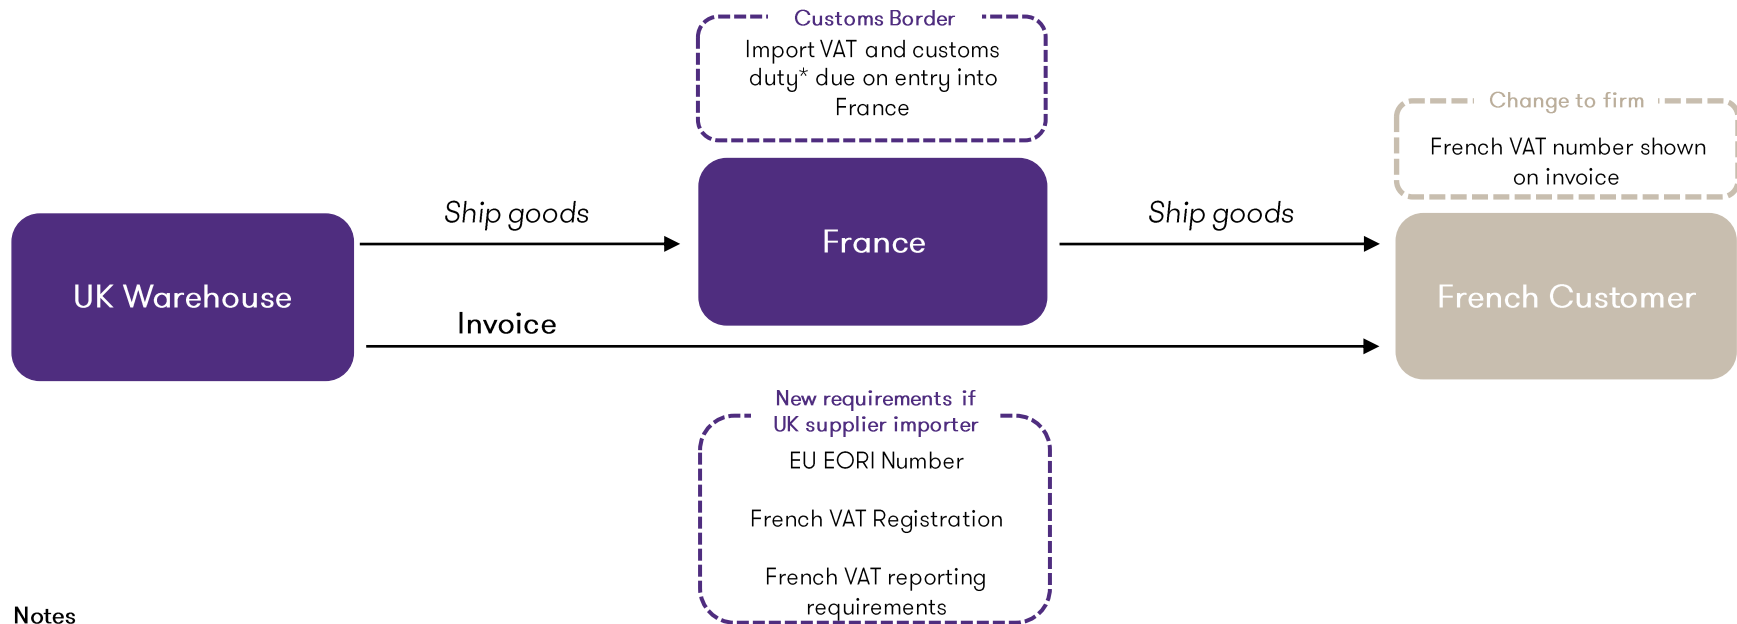 Customs Border
Import VAT and customs
duty* due on entry into
France
Change to firm
French VAT number shown
on invoice
Ship goods
Ship goods
France
UK Warehouse
French Customer
Invoice
New requirements if
UK supplier importer
EU EORI Number
French VAT Registration
French VAT reporting
requirements
Notes